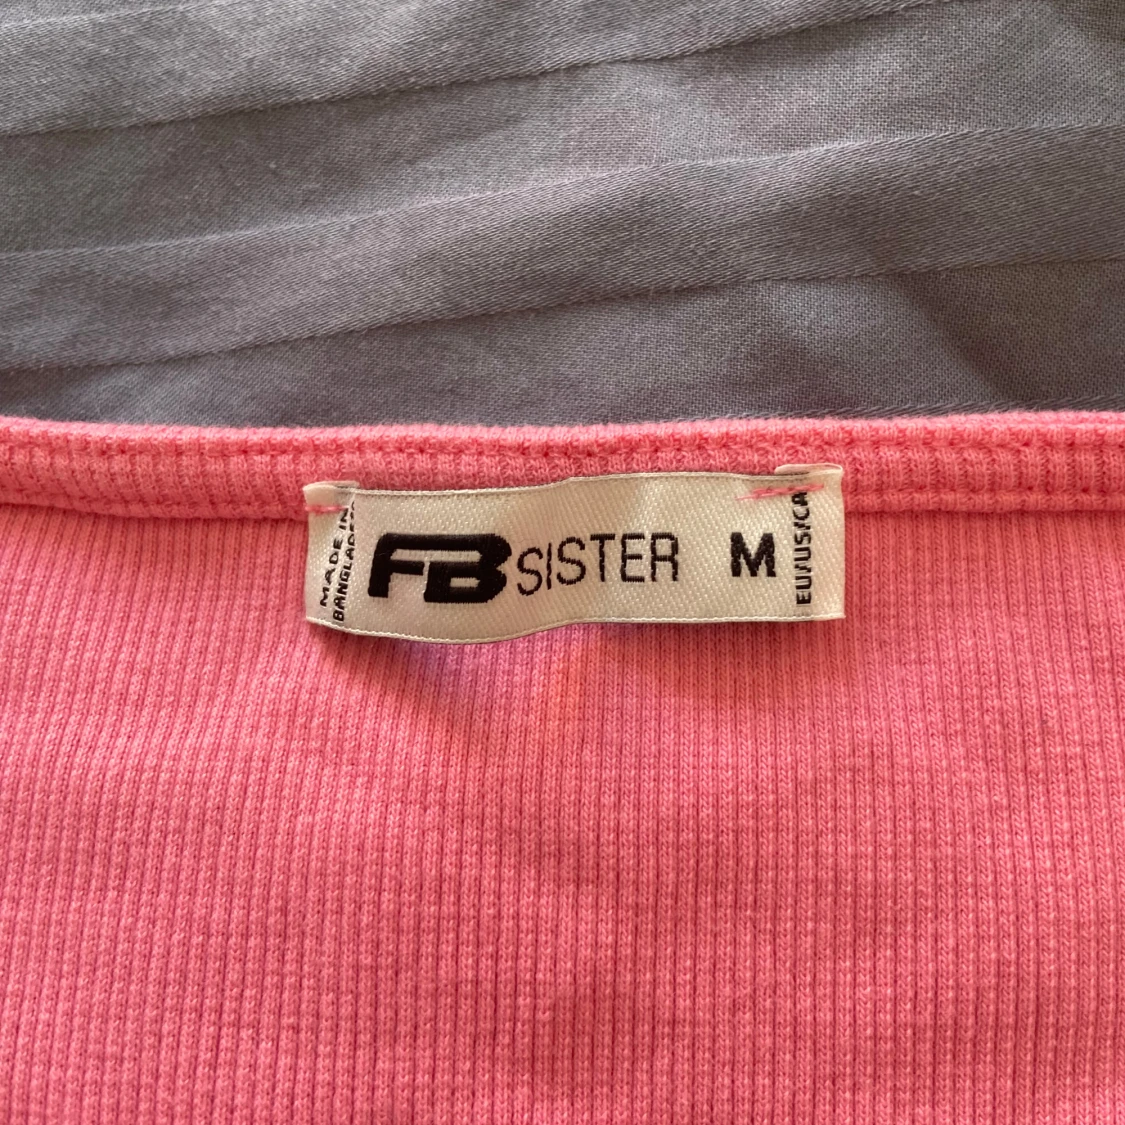 MADE IN
BANGLADESH
FB SISTER M
EU/US/CA